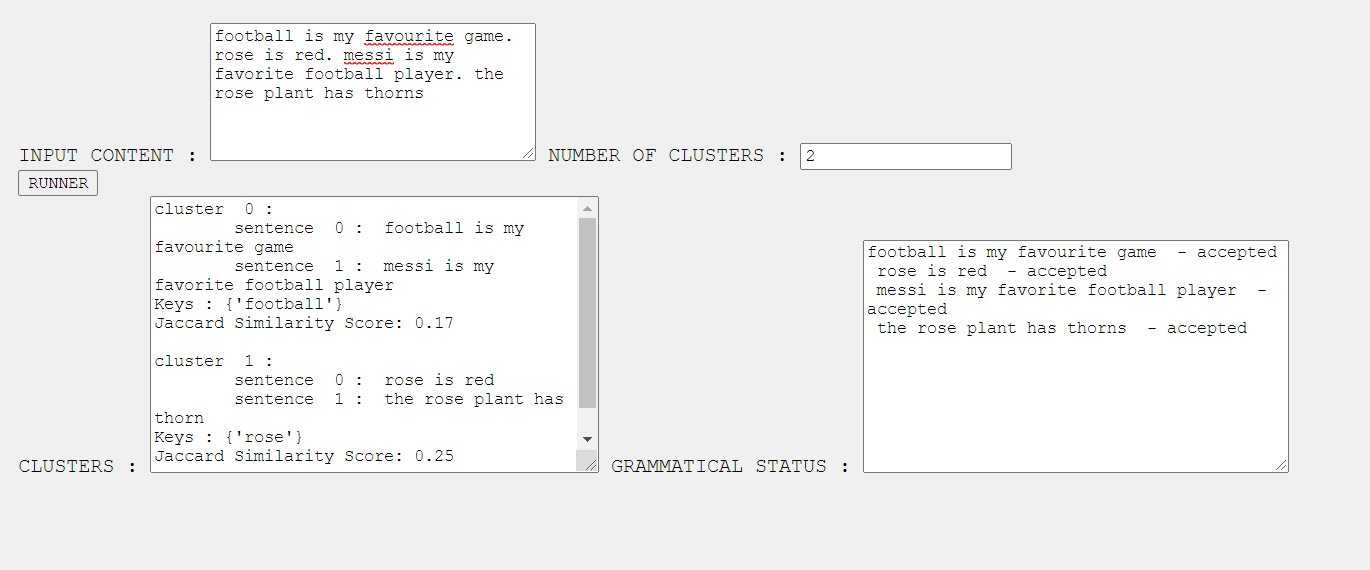 football is my favourite game.
rose is red. messi is my
favorite football player. the
rose plant has thorns
INPUT CONTENT :
NUMBER OF CLUSTERS :
2
RUNNER
CLUSTERS :
cluster  0 :
sentence  0 :  football is my
favourite game
sentence  1 :  messi is my
favorite football player
Keys : {'football'}
Jaccard Similarity Score: 0.17
cluster  1 :
sentence  0 :  rose is red
sentence  1 :  the rose plant has
thorn
Keys : {'rose'}
Jaccard Similarity Score: 0.25
GRAMMATICAL STATUS :
football is my favourite game  - accepted
rose is red  - accepted
messi is my favorite football player  -
accepted
the rose plant has thorns  - accepted